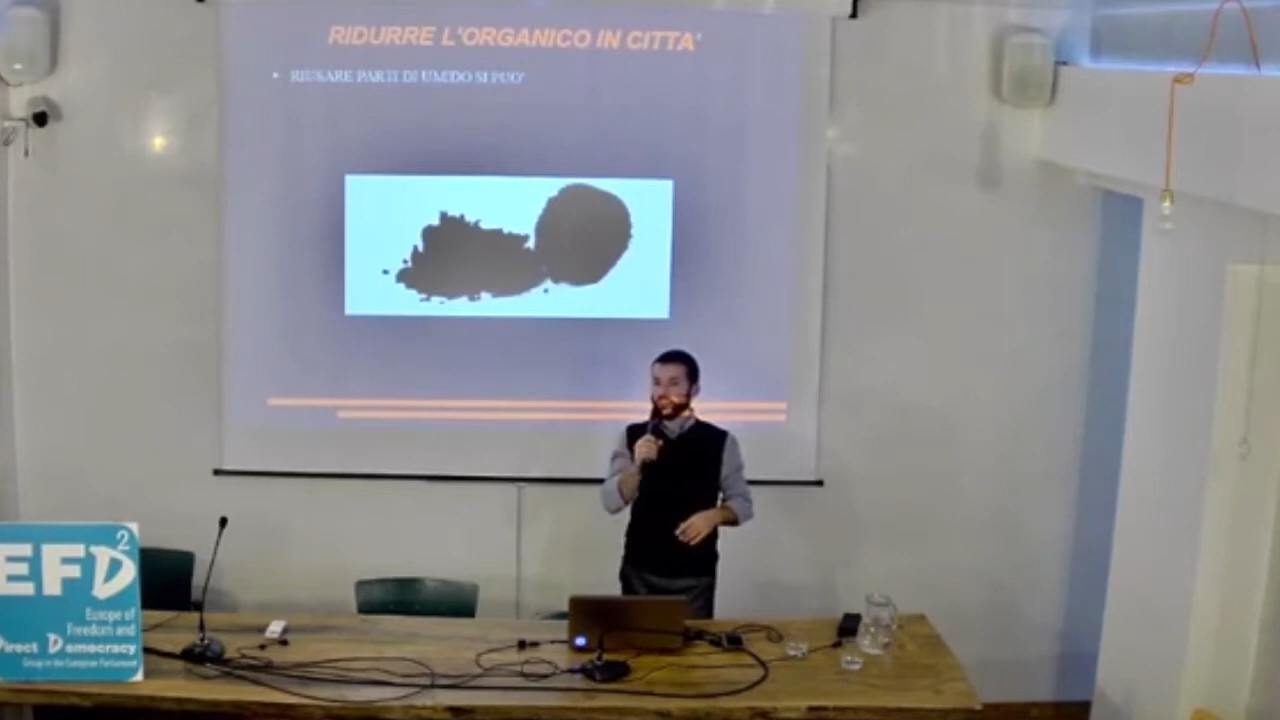 RIDURRE L'ORGANICO IN CITTA'
• RIUSARE PARTI DI UMIDO SI PUO'
EFD²
Europe of
Freedom and
Direct Democracy
Group in the European Parliament